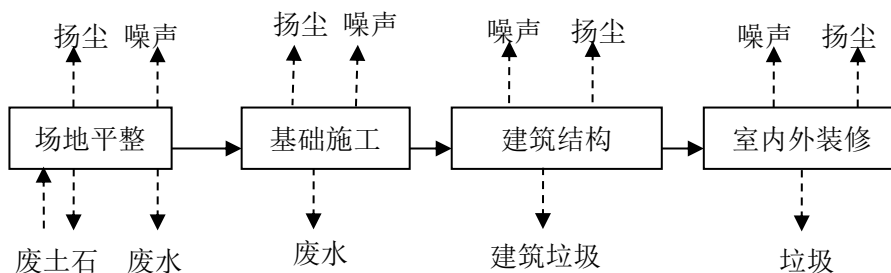 扬尘 噪声 扬尘 噪声 噪声 扬尘 噪声 扬尘
场地平整 基础施工 建筑结构 室内外装修
废土石 废水 废水 建筑垃圾 垃圾